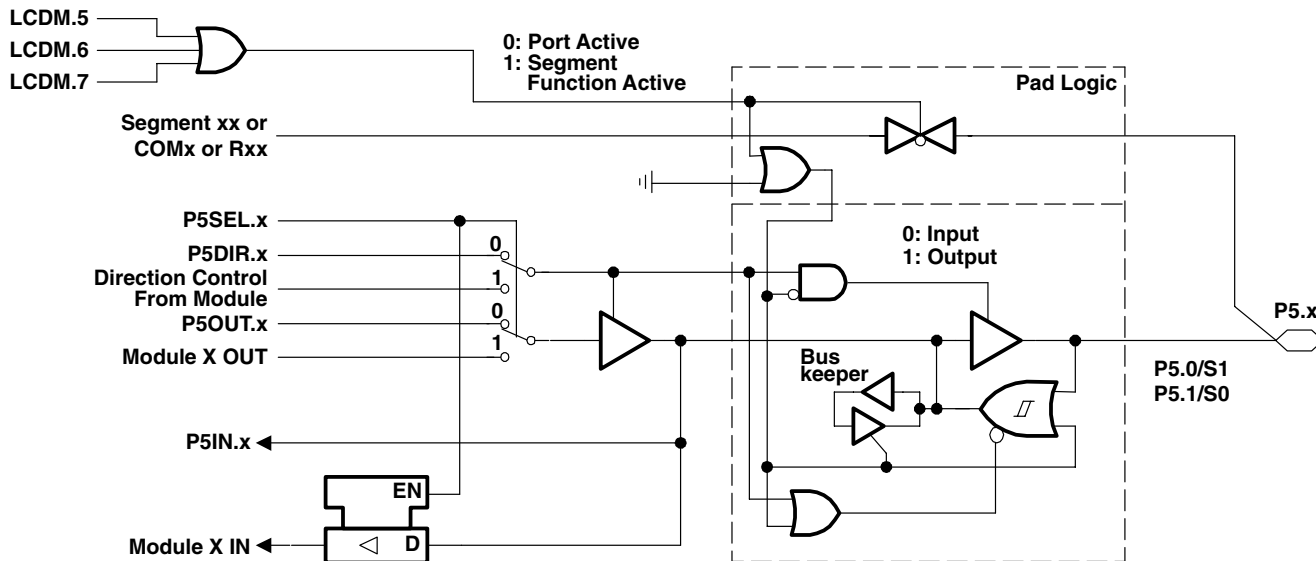 LCDM.5
LCDM.6
LCDM.7
0: Port Active
1: Segment
Function Active
Pad Logic
Segment xx or
COMx or Rxx
P5SEL.x
0
P5DIR.x
Direction Control
From Module
1
0
P5OUT.x
1
Module X OUT
0: Input
1: Output
P5.x
Bus
keeper
P5.0/S1
P5.1/S0
P5IN.x
EN
Module X IN
D